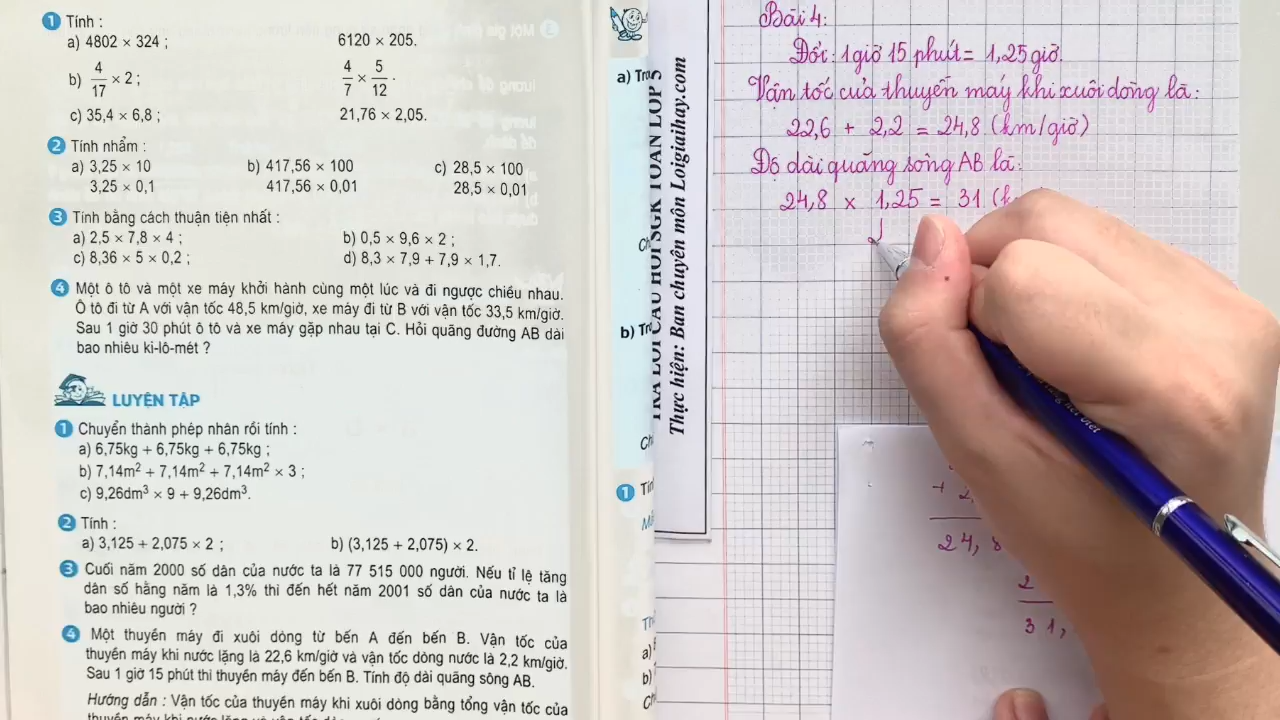 1 Tính :
a) 4802 × 324 ; 6120 × 205.
b) 4/17 × 2 ; 4/7 × 5/12 .
c) 35,4 × 6,8 ; 21,76 × 2,05.
2 Tính nhẩm :
a) 3,25 × 10 b) 417,56 × 100 c) 28,5 × 100
3,25 × 0,1 417,56 × 0,01 28,5 × 0,01
3 Tính bằng cách thuận tiện nhất :
a) 2,5 × 7,8 × 4 ; b) 0,5 × 9,6 × 2 ;
c) 8,36 × 5 × 0,2 ; d) 8,3 × 7,9 + 7,9 × 1,7.
4 Một ô tô và một xe máy khởi hành cùng một lúc và đi ngược chiều nhau.
Ô tô đi từ A với vận tốc 48,5 km/giờ, xe máy đi từ B với vận tốc 33,5 km/giờ.
Sau 1 giờ 30 phút ô tô và xe máy gặp nhau tại C. Hỏi quãng đường AB dài
bao nhiêu ki-lô-mét ?
LUYỆN TẬP
1 Chuyển thành phép nhân rồi tính :
a) 6,75kg + 6,75kg + 6,75kg ;
b) 7,14m² + 7,14m² + 7,14m² × 3 ;
c) 9,26dm³ × 9 + 9,26dm³.
2 Tính :
a) 3,125 + 2,075 × 2 ; b) (3,125 + 2,075) × 2.
3 Cuối năm 2000 số dân của nước ta là 77 515 000 người. Nếu tỉ lệ tăng
dân số hằng năm là 1,3% thì đến hết năm 2001 số dân của nước ta là
bao nhiêu người ?
4 Một thuyền máy đi xuôi dòng từ bến A đến bến B. Vận tốc của
thuyền máy khi nước lặng là 22,6 km/giờ và vận tốc dòng nước là 2,2 km/giờ.
Sau 1 giờ 15 phút thì thuyền máy đến bến B. Tính độ dài quãng sông AB.
Hướng dẫn : Vận tốc của thuyền máy khi xuôi dòng bằng tổng vận tốc của
a)
b)
1
a)
b)
TRẢ LỜI CÂU HỎI SGK TOÁN LỚP 5
Thực hiện: Ban chuyên môn Loigiaihay.com
Bài 4:
Đổi: 1 giờ 15 phút = 1,25 giờ.
Vận tốc của thuyền máy khi xuôi dòng là:
22,6 + 2,2 = 24,8 (km/giờ)
Độ dài quãng sông AB là:
24,8 × 1,25 = 31
+ 2,
24, 8
2
31,